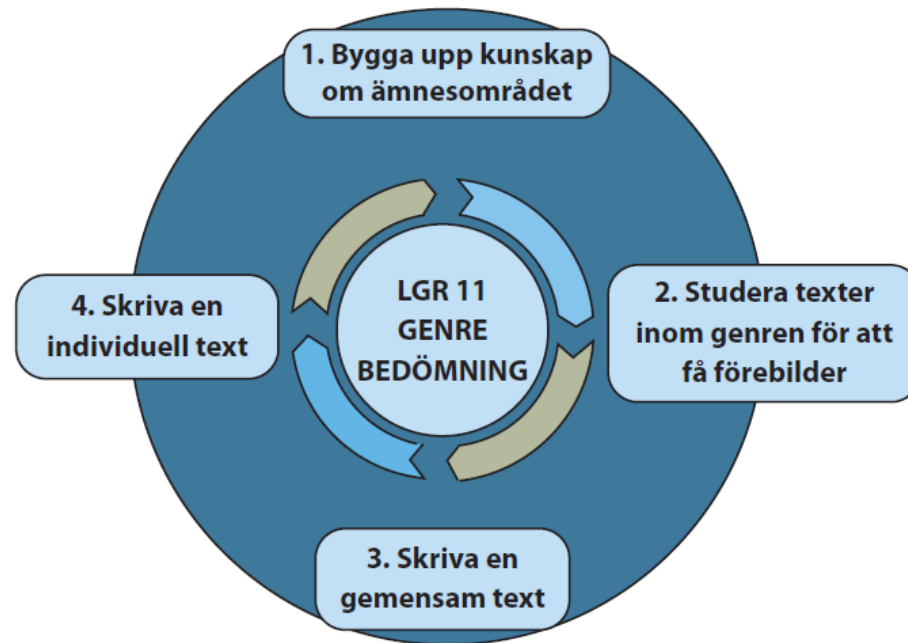 1. Bygga upp kunskap
om ämnesområdet
2. Studera texter
inom genren för att
få förebilder
3. Skriva en
gemensam text
4. Skriva en
individuell text
LGR 11
GENRE
BEDÖMNING